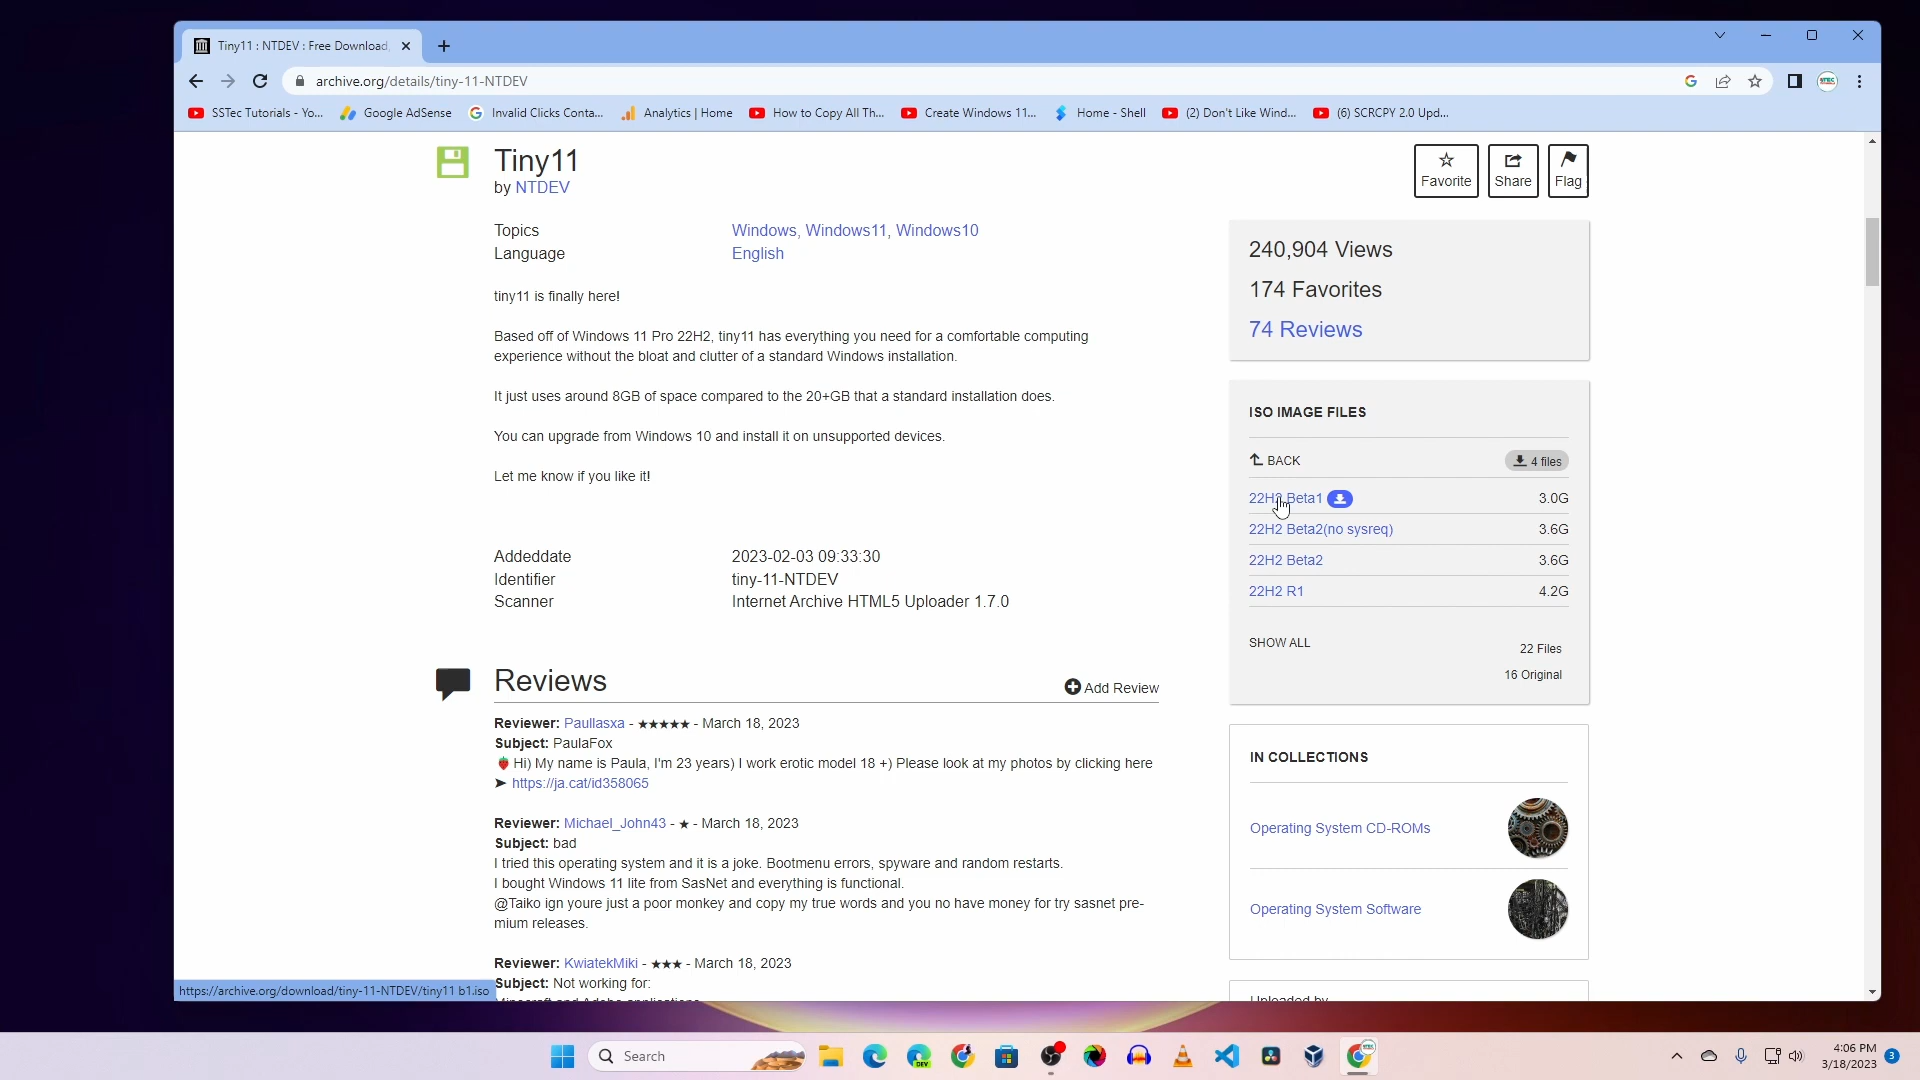 Tiny11 : NTDEV : Free Download,
archive.org/details/tiny-11-NTDEV
SSTec Tutorials - Yo... Google AdSense Invalid Clicks Conta... Analytics | Home How to Copy All Th... Create Windows 11... Home - Shell (2) Don't Like Wind... (6) SCRCPY 2.0 Upd...
Tiny11
by NTDEV
Favorite Share Flag
Topics Windows, Windows11, Windows10
Language English
tiny11 is finally here!
Based off of Windows 11 Pro 22H2, tiny11 has everything you need for a comfortable computing
experience without the bloat and clutter of a standard Windows installation.
It just uses around 8GB of space compared to the 20+GB that a standard installation does.
You can upgrade from Windows 10 and install it on unsupported devices.
Let me know if you like it!
Addeddate 2023-02-03 09:33:30
Identifier tiny-11-NTDEV
Scanner Internet Archive HTML5 Uploader 1.7.0
240,904 Views
174 Favorites
74 Reviews
ISO IMAGE FILES
BACK 4 files
22H2 Beta1 3.0G
22H2 Beta2(no sysreq) 3.6G
22H2 Beta2 3.6G
22H2 R1 4.2G
SHOW ALL 22 Files
16 Original
Reviews Add Review
Reviewer: Paullasxa - ★★★★★ - March 18, 2023
Subject: PaulaFox
🍓 Hi) My name is Paula, I'm 23 years) I work erotic model 18 +) Please look at my photos by clicking here
➤ https://ja.cat/id358065
Reviewer: Michael_John43 - ★ - March 18, 2023
Subject: bad
I tried this operating system and it is a joke. Bootmenu errors, spyware and random restarts.
I bought Windows 11 lite from SasNet and everything is functional.
@Taiko ign youre just a poor monkey and copy my true words and you no have money for try sasnet pre-
mium releases.
Reviewer: KwiatekMiki - ★★★ - March 18, 2023
Subject: Not working for:
Minecraft and Adobe applications
IN COLLECTIONS
Operating System CD-ROMs
Operating System Software
Uploaded by
https://archive.org/download/tiny-11-NTDEV/tiny11 b1.iso
Search
DEV
4:06 PM
3/18/2023
3